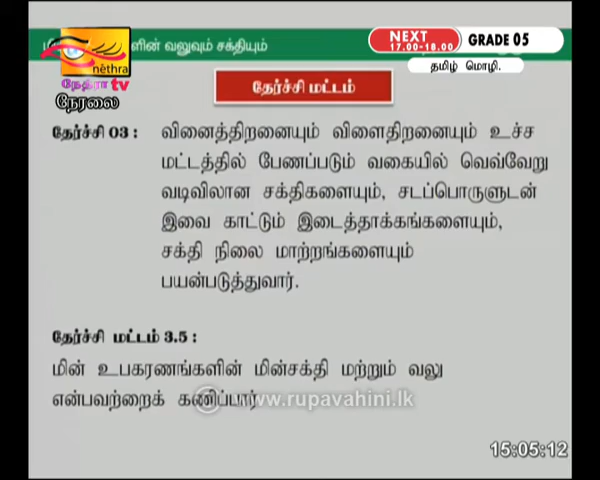 ளின் வலுவும் சக்தியும்
NEXT
17.00-18.00
GRADE 05
தமிழ் மொழி.
nethra
நேத்ரா tv
நேரலை
தேர்ச்சி மட்டம்
தேர்ச்சி 03 : வினைத்திறனையும் விளைதிறனையும் உச்ச
மட்டத்தில் பேணப்படும் வகையில் வெவ்வேறு
வடிவிலான சக்திகளையும், சடப்பொருளுடன்
இவை காட்டும் இடைத்தாக்கங்களையும்,
சக்தி நிலை மாற்றங்களையும்
பயன்படுத்துவார்.
தேர்ச்சி மட்டம் 3.5 :
மின் உபகரணங்களின் மின்சக்தி மற்றும் வலு
என்பவற்றைக் கணிப்பார்
www.rupavahini.lk
15:05:12